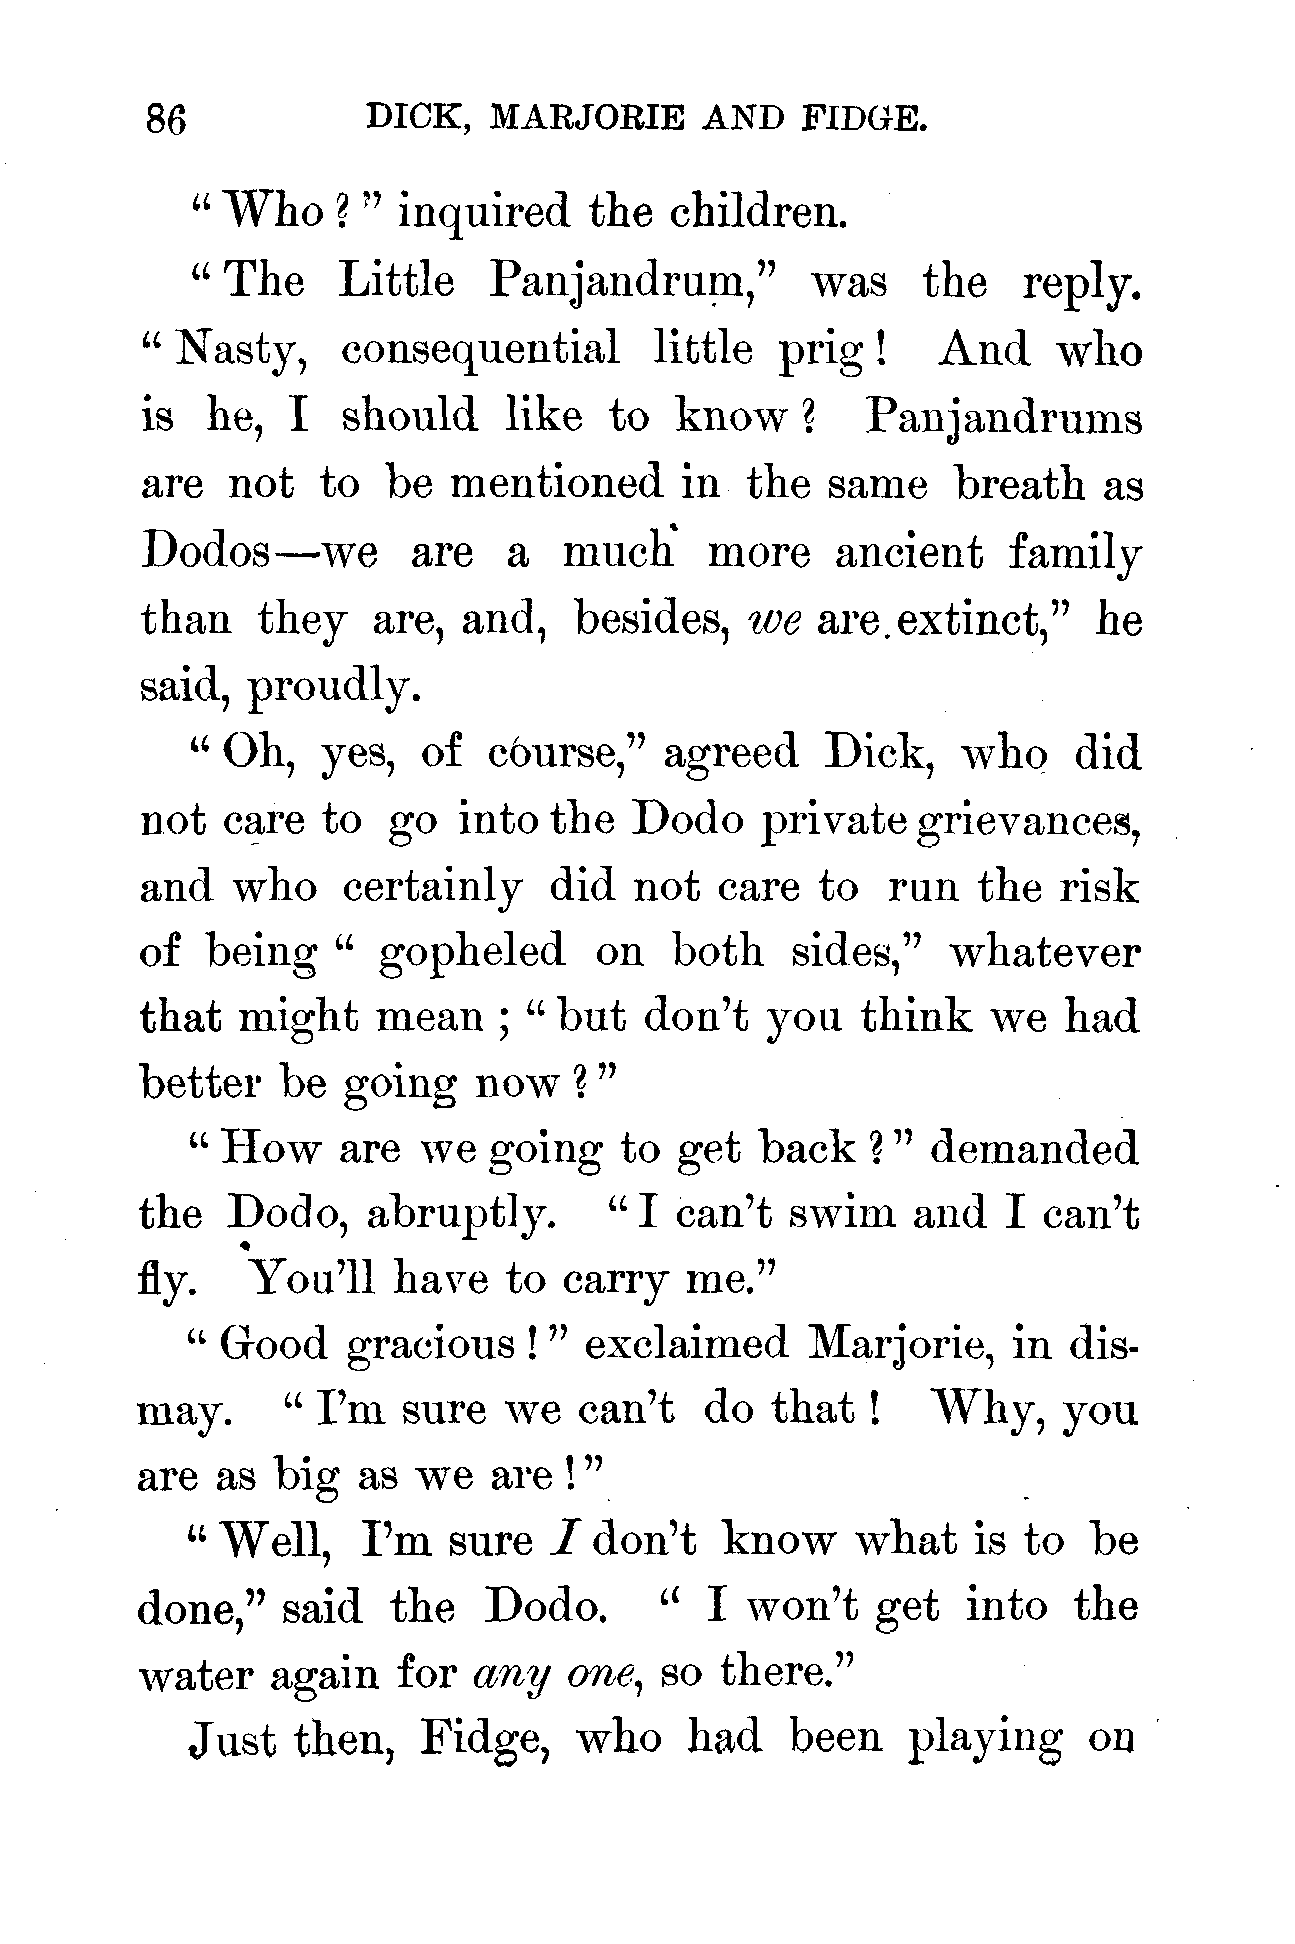 86 DICK, MARJORIE AND FIDGE.
“ Who ? ” inquired the children.
“ The Little Panjandrum,” was the reply.
“ Nasty, consequential little prig ! And who
is he, I should like to know ? Panjandrums
are not to be mentioned in the same breath as
Dodos—we are a much more ancient family
than they are, and, besides, we are extinct,” he
said, proudly.
“ Oh, yes, of course,” agreed Dick, who did
not care to go into the Dodo private grievances,
and who certainly did not care to run the risk
of being “ gopheled on both sides,” whatever
that might mean ; “ but don’t you think we had
better be going now ? ”
“ How are we going to get back ? ” demanded
the Dodo, abruptly. “ I can’t swim and I can’t
fly. You’ll have to carry me.”
“ Good gracious ! ” exclaimed Marjorie, in dis-
may. “ I’m sure we can’t do that ! Why, you
are as big as we are ! ”
“ Well, I’m sure I don’t know what is to be
done,” said the Dodo. “ I won’t get into the
water again for any one, so there.”
Just then, Fidge, who had been playing on